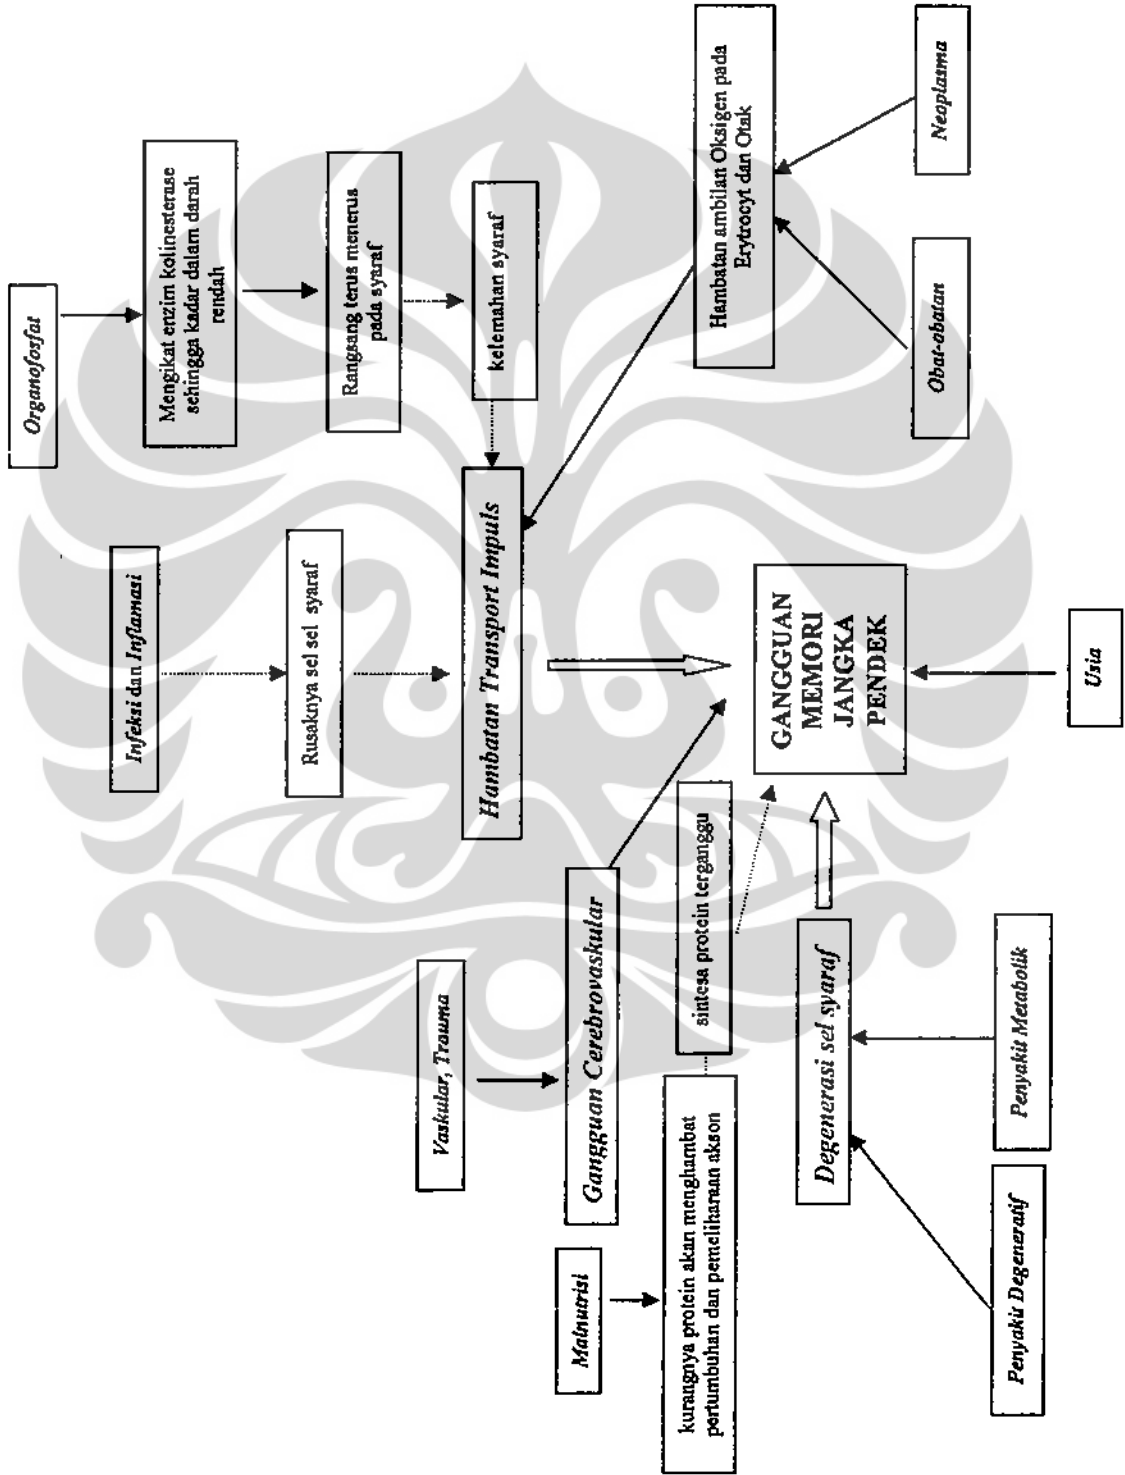 Organofosfat
Mengikat enzim kolinesterase
sehingga kadar dalam darah
rendah
Rangsang terus menerus
pada syaraf
kelemahan syaraf
Infeksi dan Inflamasi
Rusaknya sel sel syaraf
Hambatan Transport Impuls
Hambatan ambilan Oksigen pada
Erytrocyt dan Otak
Neoplasma
Obat-obatan
Vaskular, Trauma
Gangguan Cerebrovaskular
Malnutrisi
kurangnya protein akan menghambat
pertumbuhan dan pemeliharaan akson
sintesa protein terganggu
GANGGUAN
MEMORI
JANGKA
PENDEK
Degenerasi sel syaraf
Penyakit Degeneratif
Penyakit Metabolik
Usia